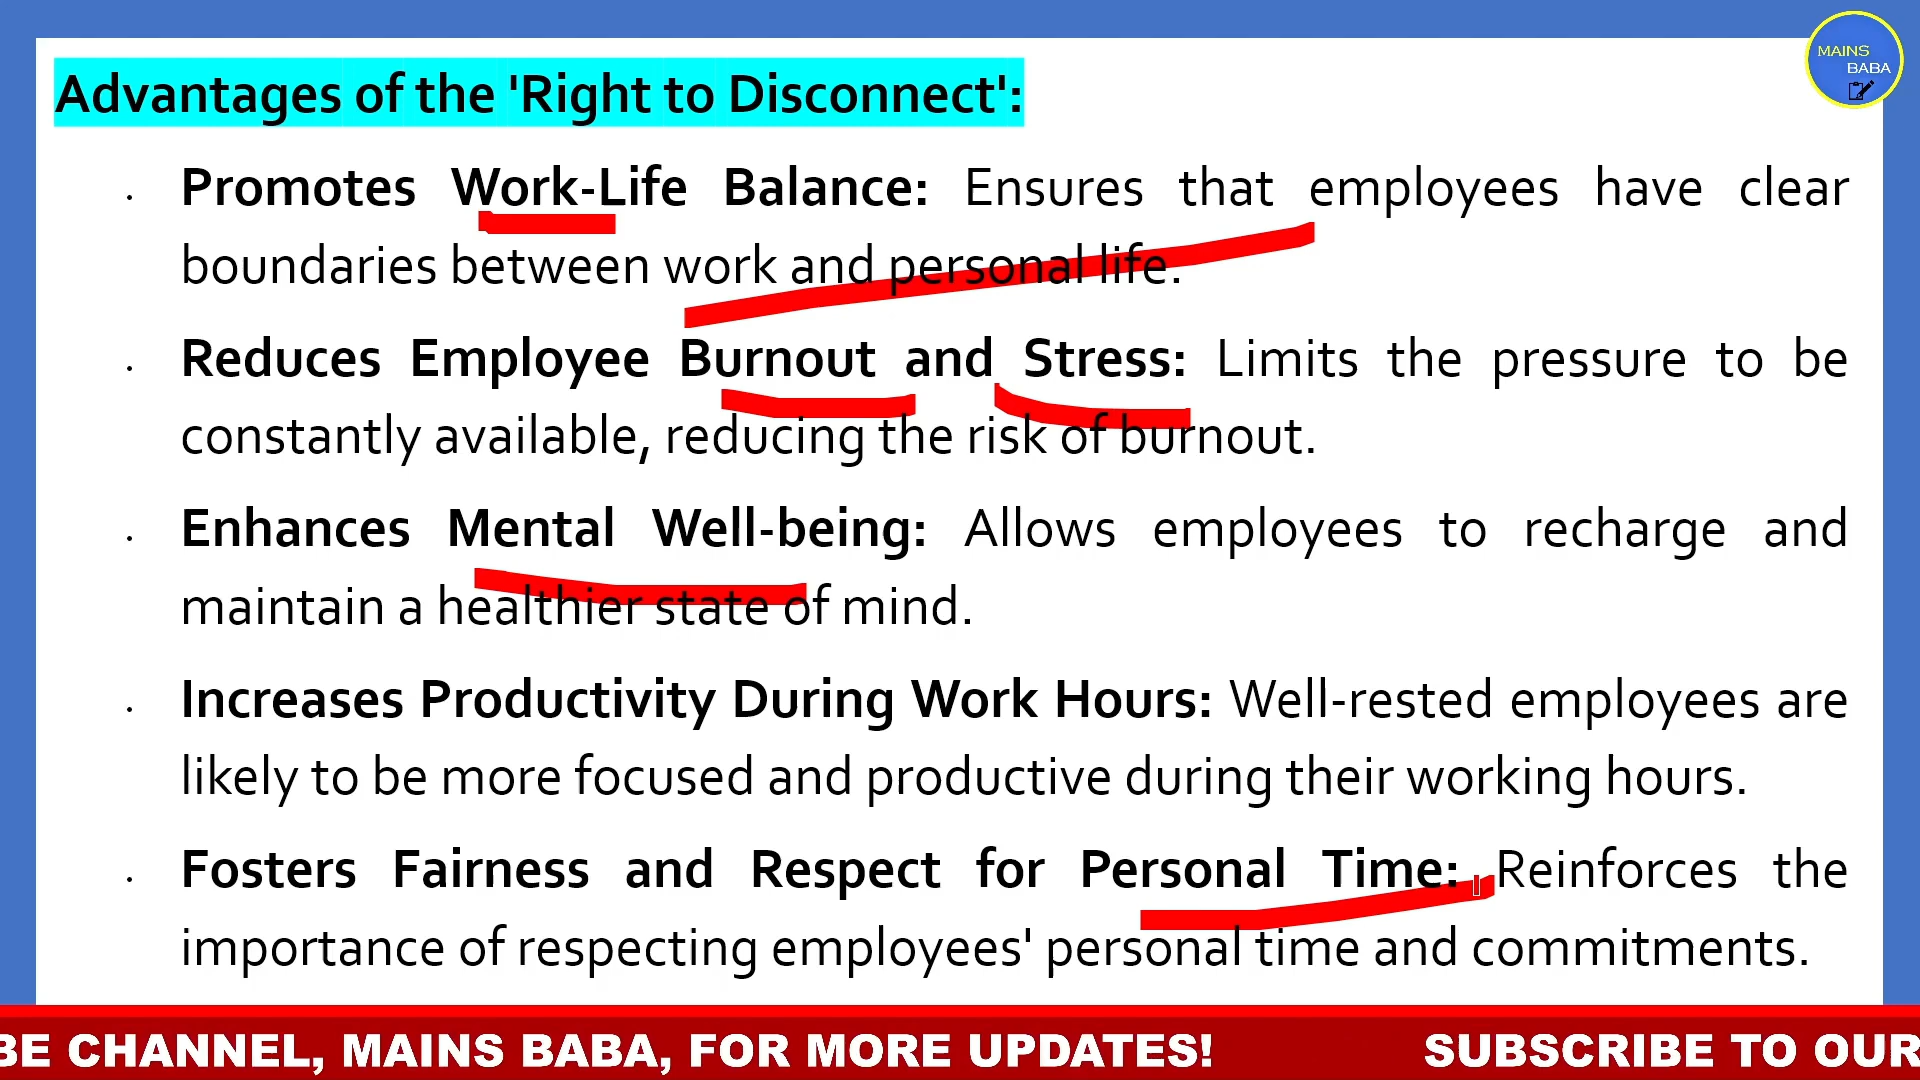 MAINS
BABA
Advantages of the 'Right to Disconnect':
· Promotes Work-Life Balance: Ensures that employees have clear
boundaries between work and personal life.
· Reduces Employee Burnout and Stress: Limits the pressure to be
constantly available, reducing the risk of burnout.
· Enhances Mental Well-being: Allows employees to recharge and
maintain a healthier state of mind.
· Increases Productivity During Work Hours: Well-rested employees are
likely to be more focused and productive during their working hours.
· Fosters Fairness and Respect for Personal Time: Reinforces the
importance of respecting employees' personal time and commitments.
BE CHANNEL, MAINS BABA, FOR MORE UPDATES! SUBSCRIBE TO OUR